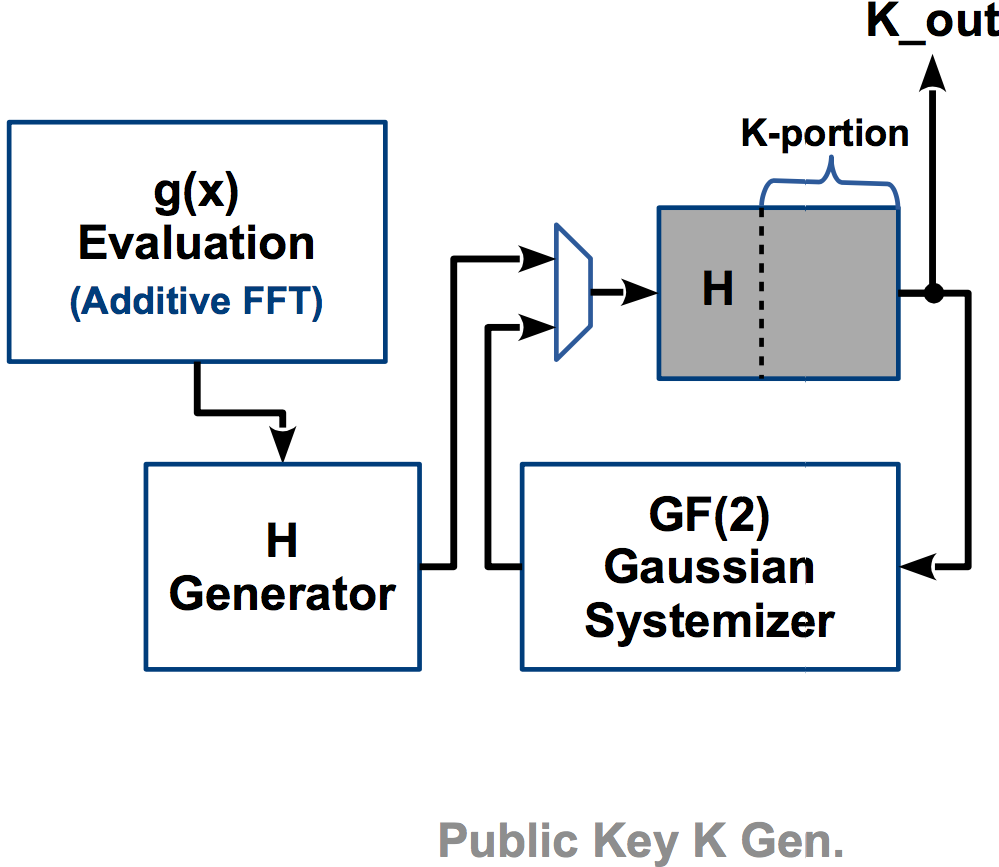 K_out
K-portion
g(x)
Evaluation
(Additive FFT)
H
H
Generator
GF(2)
Gaussian
Systemizer
Public Key K Gen.